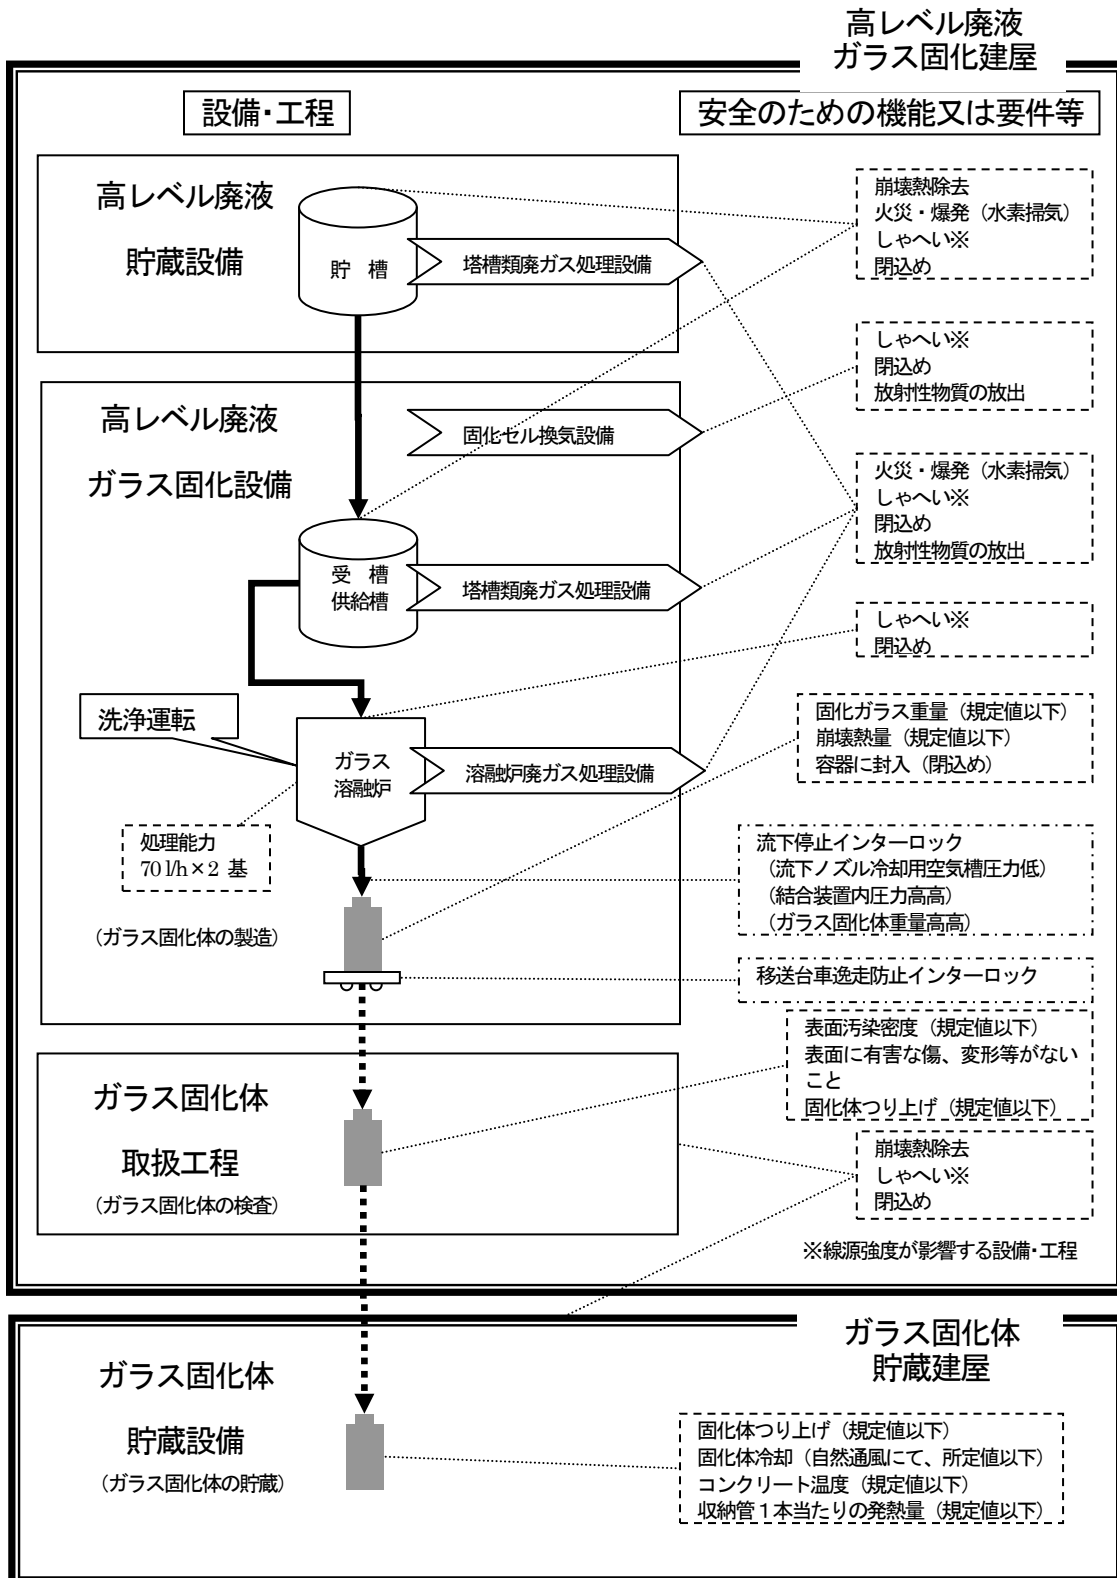 高レベル廃液
ガラス固化建屋
設備・工程
安全のための機能又は要件等
高レベル廃液
貯蔵設備
貯　槽
塔槽類廃ガス処理設備
崩壊熱除去
火災・爆発（水素掃気）
しゃへい※
閉込め
高レベル廃液
ガラス固化設備
固化セル換気設備
しゃへい※
閉込め
放射性物質の放出
受　槽
供給槽
塔槽類廃ガス処理設備
火災・爆発（水素掃気）
しゃへい※
閉込め
放射性物質の放出
しゃへい※
閉込め
洗浄運転
ガラス
溶融炉
溶融炉廃ガス処理設備
処理能力
70 l/h×2 基
固化ガラス重量（規定値以下）
崩壊熱量（規定値以下）
容器に封入（閉込め）
(ガラス固化体の製造)
流下停止インターロック
(流下ノズル冷却用空気槽圧力低)
(結合装置内圧力高高)
(ガラス固化体重量高高)
移送台車逸走防止インターロック
ガラス固化体
取扱工程
(ガラス固化体の検査)
表面汚染密度（規定値以下）
表面に有害な傷、変形等がない
こと
固化体つり上げ（規定値以下）
崩壊熱除去
しゃへい※
閉込め
※線源強度が影響する設備・工程
ガラス固化体
貯蔵建屋
ガラス固化体
貯蔵設備
(ガラス固化体の貯蔵)
固化体つり上げ（規定値以下）
固化体冷却（自然通風にて、所定値以下）
コンクリート温度（規定値以下）
収納管１本当たりの発熱量（規定値以下）